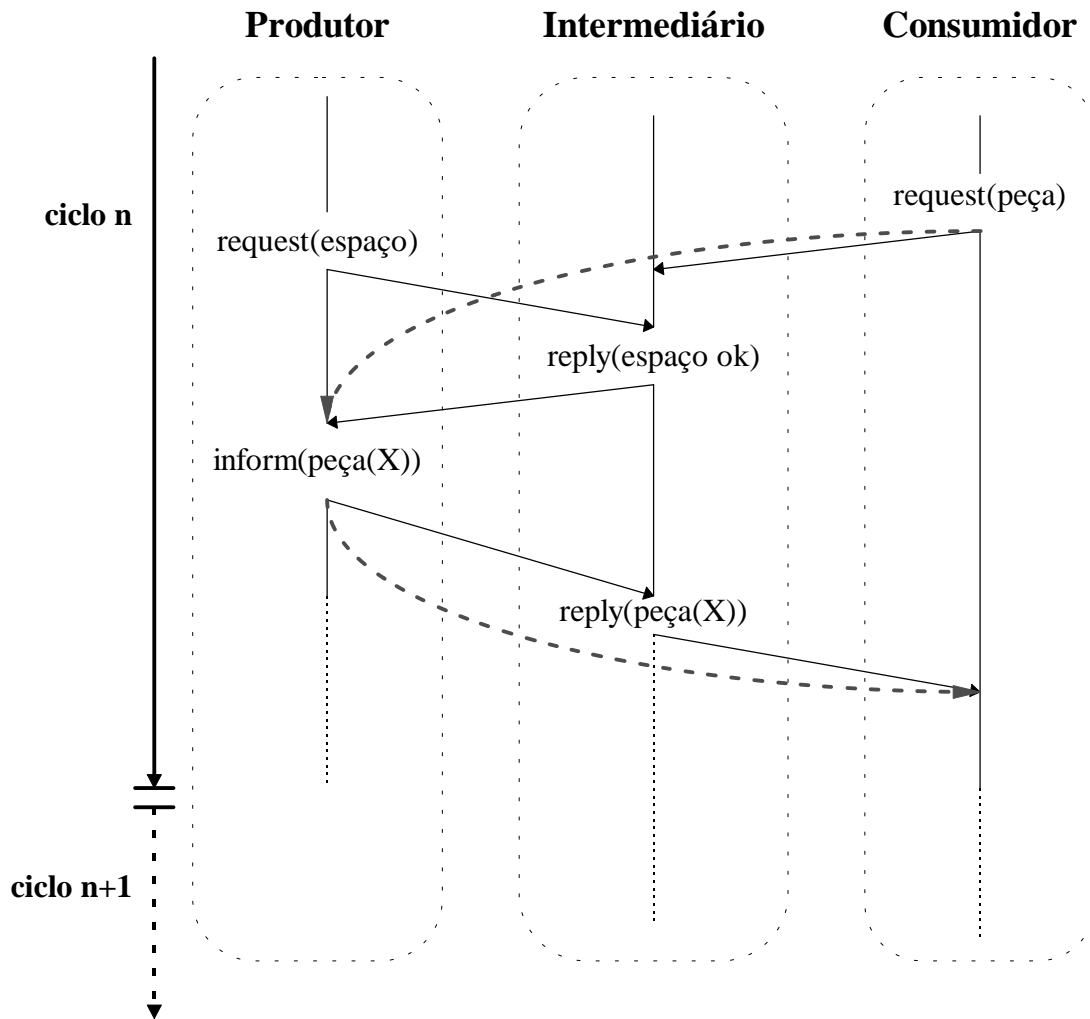 Produtor Intermediário Consumidor
request(peça)
ciclo n
request(espaço)
reply(espaço ok)
inform(peça(X))
reply(peça(X))
ciclo n+1